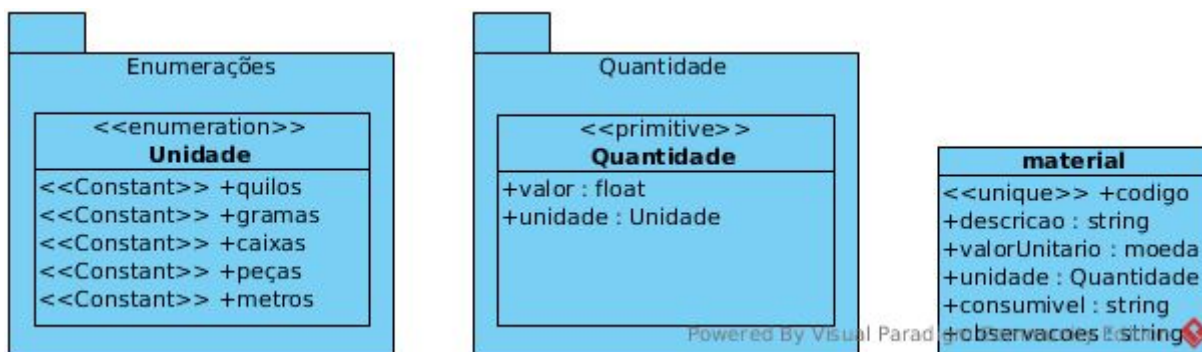 Enumerações
<<enumeration>>
Unidade
<<Constant>> +quilos
<<Constant>> +gramas
<<Constant>> +caixas
<<Constant>> +peças
<<Constant>> +metros
Quantidade
<<primitive>>
Quantidade
+valor : float
+unidade : Unidade
material
<<unique>> +codigo
+descricao : string
+valorUnitario : moeda
+unidade : Quantidade
+consumivel : string
+observacoes : string
Powered By Visual Parad